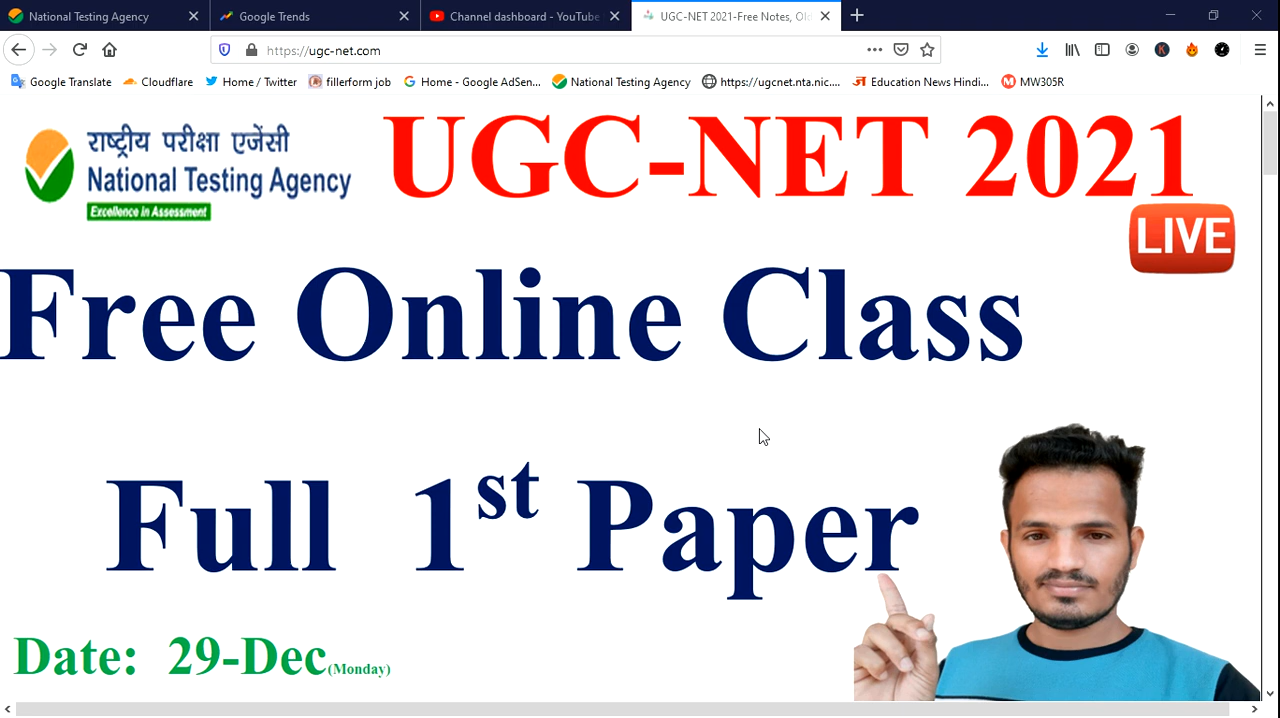 National Testing Agency
Google Trends
Channel dashboard - YouTube
UGC-NET 2021-Free Notes, Ol
https://ugc-net.com
Google Translate
Cloudflare
Home / Twitter
fillerform job
Home - Google AdSen...
National Testing Agency
https://ugcnet.nta.nic....
Education News Hindi...
MW305R
राष्ट्रीय परीक्षा एजेंसी
National Testing Agency
Excellence in Assessment
UGC-NET 2021
LIVE
Free Online Class
Full 1st Paper
Date: 29-Dec(Monday)